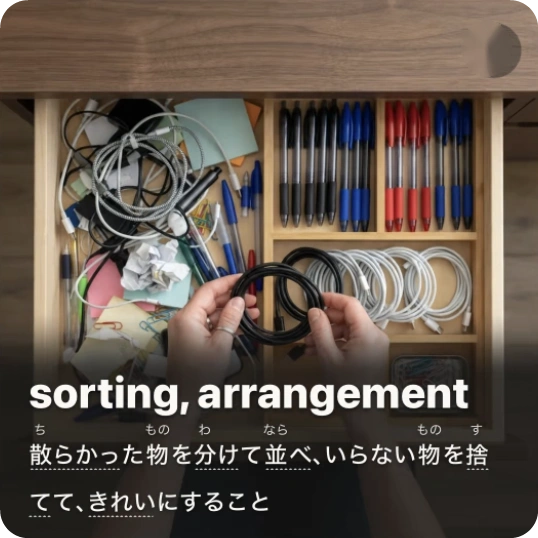 sorting, arrangement
散らかった物を分けて並べ、いらない物を捨
てて、きれいにすること